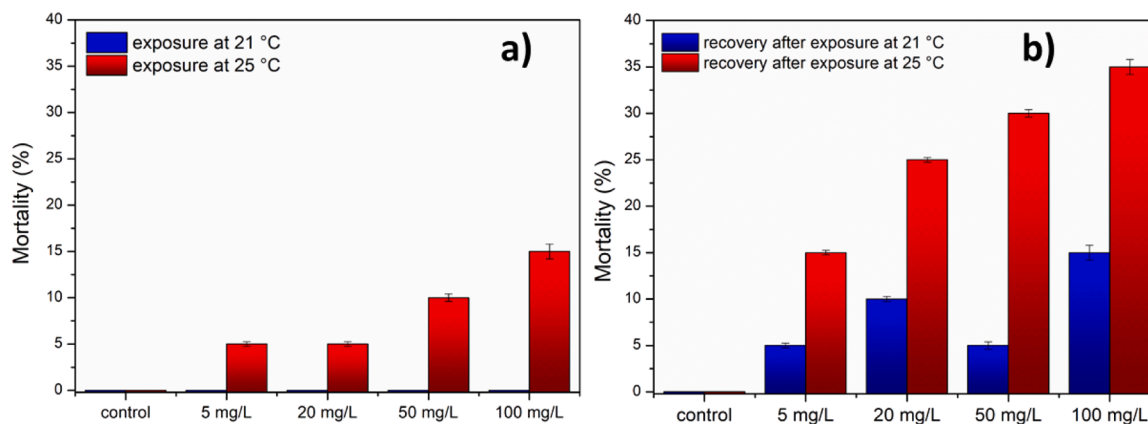 40
35
30
25
20
15
10
5
0
Mortality (%)
exposure at 21 °C
exposure at 25 °C
a)
control
5 mg/L
20 mg/L
50 mg/L
100 mg/L
40
35
30
25
20
15
10
5
0
Mortality (%)
recovery after exposure at 21 °C
recovery after exposure at 25 °C
b)
control
5 mg/L
20 mg/L
50 mg/L
100 mg/L